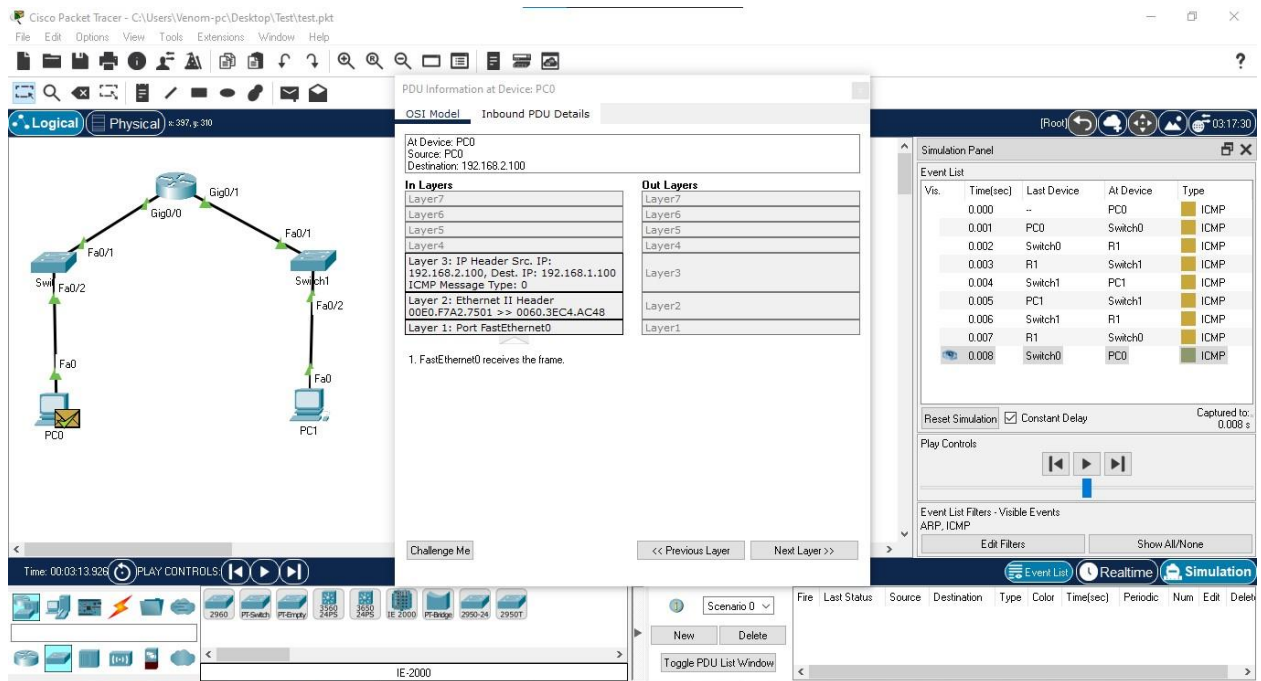 Cisco Packet Tracer - C:\Users\Venom-pc\Desktop\Test\test.pkt
File Edit Options View Tools Extensions Window Help
?
Logical Physical x: 397, y: 310
[Root] 03:17:30
Gig0/1
Gig0/0
Fa0/1
Fa0/1
Swi
Fa0/2
Switch1
Fa0/2
Fa0
Fa0
PC0
PC1
PDU Information at Device: PC0
OSI Model Inbound PDU Details
At Device: PC0
Source: PC0
Destination: 192.168.2.100
In Layers Out Layers
Layer7 Layer7
Layer6 Layer6
Layer5 Layer5
Layer4 Layer4
Layer 3: IP Header Src. IP:
192.168.2.100, Dest. IP: 192.168.1.100
ICMP Message Type: 0
Layer3
Layer 2: Ethernet II Header
00E0.F7A2.7501 >> 0060.3EC4.AC48
Layer2
Layer 1: Port FastEthernet0 Layer1
1. FastEthernet0 receives the frame.
Challenge Me << Previous Layer Next Layer >>
Simulation Panel
Event List
Vis. Time(sec) Last Device At Device Type
0.000 -- PC0 ICMP
0.001 PC0 Switch0 ICMP
0.002 Switch0 R1 ICMP
0.003 R1 Switch1 ICMP
0.004 Switch1 PC1 ICMP
0.005 PC1 Switch1 ICMP
0.006 Switch1 R1 ICMP
0.007 R1 Switch0 ICMP
0.008 Switch0 PC0 ICMP
Reset Simulation Constant Delay
Captured to:
0.008 s
Play Controls
Event List Filters - Visible Events
ARP, ICMP
Edit Filters Show All/None
Time: 00:03:13.926 PLAY CONTROLS:
Event List Realtime Simulation
2960 PT-Switch PT-Empty 3560 24PS 3650 24PS IE 2000 PT-Bridge 2950-24 2950T
IE-2000
Scenario 0
New Delete
Toggle PDU List Window
Fire Last Status Source Destination Type Color Time(sec) Periodic Num Edit Delet